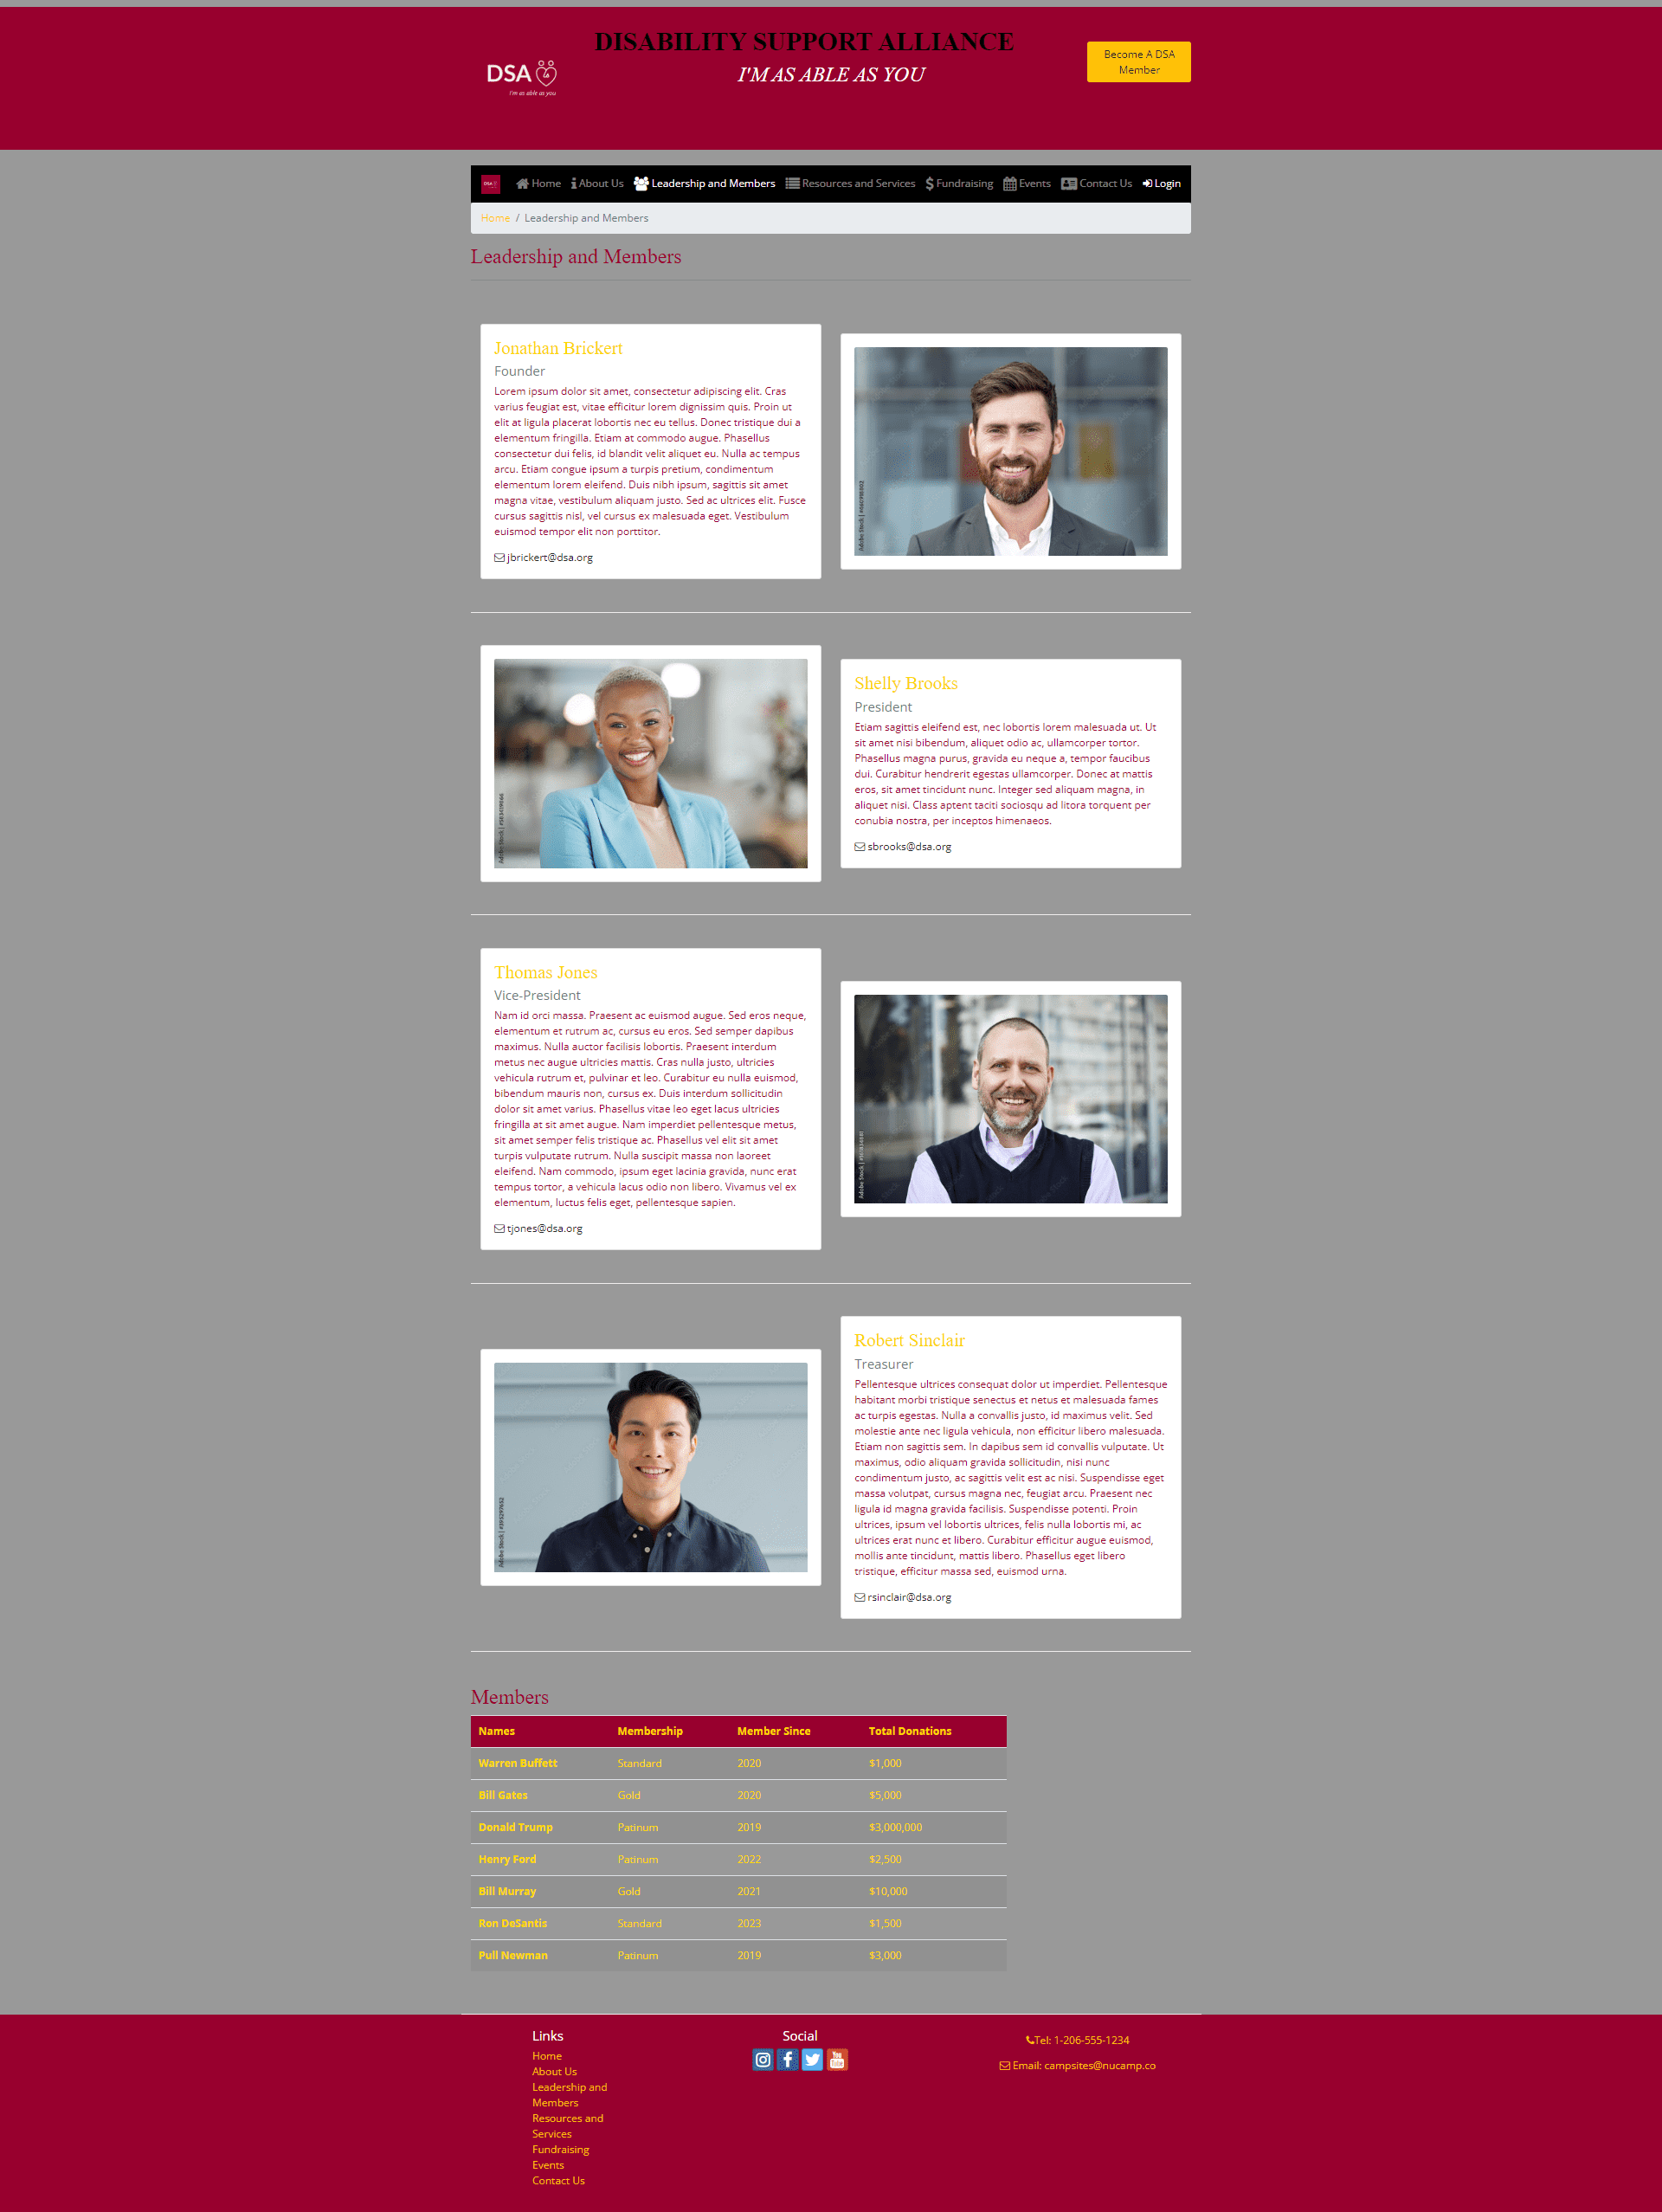 DISABILITY SUPPORT ALLIANCE
I'M AS ABLE AS YOU
DSA
I'm as able as you
Become A DSA
Member
DSA
Home
About Us
Leadership and Members
Resources and Services
Fundraising
Events
Contact Us
Login
Home / Leadership and Members
Leadership and Members
Jonathan Brickert
Founder
Lorem ipsum dolor sit amet, consectetur adipiscing elit. Cras
varius feugiat est, vitae efficitur lorem dignissim quis. Proin ut
elit at ligula placerat lobortis nec eu tellus. Donec tristique dui a
elementum fringilla. Etiam at commodo augue. Phasellus
consectetur dui felis, id blandit velit aliquet eu. Nulla ac tempus
arcu. Etiam congue ipsum a turpis pretium, condimentum
elementum lorem eleifend. Duis nibh ipsum, sagittis sit amet
magna vitae, vestibulum aliquam justo. Sed ac ultrices elit. Fusce
cursus sagittis nisl, vel cursus ex malesuada eget. Vestibulum
euismod tempor elit non porttitor.
jbrickert@dsa.org
Adobe Stock
Adobe Stock
Shelly Brooks
President
Etiam sagittis eleifend est, nec lobortis lorem malesuada ut. Ut
sit amet nisi bibendum, aliquet odio ac, ullamcorper tortor.
Phasellus magna purus, gravida eu neque a, tempor faucibus
dui. Curabitur hendrerit egestas ullamcorper. Donec at mattis
eros, sit amet tincidunt nunc. Integer sed aliquam magna, in
aliquet nisi. Class aptent taciti sociosqu ad litora torquent per
conubia nostra, per inceptos himenaeos.
sbrooks@dsa.org
Thomas Jones
Vice-President
Nam id orci massa. Praesent ac euismod augue. Sed eros neque,
elementum et rutrum ac, cursus eu eros. Sed semper dapibus
maximus. Nulla auctor facilisis lobortis. Praesent interdum
metus nec augue ultricies mattis. Cras nulla justo, ultricies
vehicula rutrum et, pulvinar et leo. Curabitur eu nulla euismod,
bibendum mauris non, cursus ex. Duis interdum sollicitudin
dolor sit amet varius. Phasellus vitae leo eget lacus ultricies
fringilla at sit amet augue. Nam imperdiet pellentesque metus,
sit amet semper felis tristique ac. Phasellus vel elit sit amet
turpis vulputate rutrum. Nulla suscipit massa non laoreet
eleifend. Nam commodo, ipsum eget lacinia gravida, nunc erat
tempus tortor, a vehicula lacus odio non libero. Vivamus vel ex
elementum, luctus felis eget, pellentesque sapien.
tjones@dsa.org
Adobe Stock
Adobe Stock
Robert Sinclair
Treasurer
Pellentesque ultrices consequat dolor ut imperdiet. Pellentesque
habitant morbi tristique senectus et netus et malesuada fames
ac turpis egestas. Nulla a convallis justo, id maximus velit. Sed
molestie ante nec ligula vehicula, non efficitur libero malesuada.
Etiam non sagittis sem. In dapibus sem id convallis vulputate. Ut
maximus, odio aliquam gravida sollicitudin, nisi nunc
condimentum justo, ac sagittis velit est ac nisi. Suspendisse eget
massa volutpat, cursus magna nec, feugiat arcu. Praesent nec
ligula id magna gravida facilisis. Suspendisse potenti. Proin
ultrices, ipsum vel lobortis ultrices, felis nulla lobortis mi, ac
ultrices erat nunc et libero. Curabitur efficitur augue euismod,
mollis ante tincidunt, mattis libero. Phasellus eget libero
tristique, efficitur massa sed, euismod urna.
rsinclair@dsa.org
Members
Names Membership Member Since Total Donations
Warren Buffett Standard 2020 $1,000
Bill Gates Gold 2020 $5,000
Donald Trump Patinum 2019 $3,000,000
Henry Ford Patinum 2022 $2,500
Bill Murray Gold 2021 $10,000
Ron DeSantis Standard 2023 $1,500
Pull Newman Patinum 2019 $3,000
Links
Home
About Us
Leadership and
Members
Resources and
Services
Fundraising
Events
Contact Us
Social
You
Tube
Tel: 1-206-555-1234
Email: campsites@nucamp.co